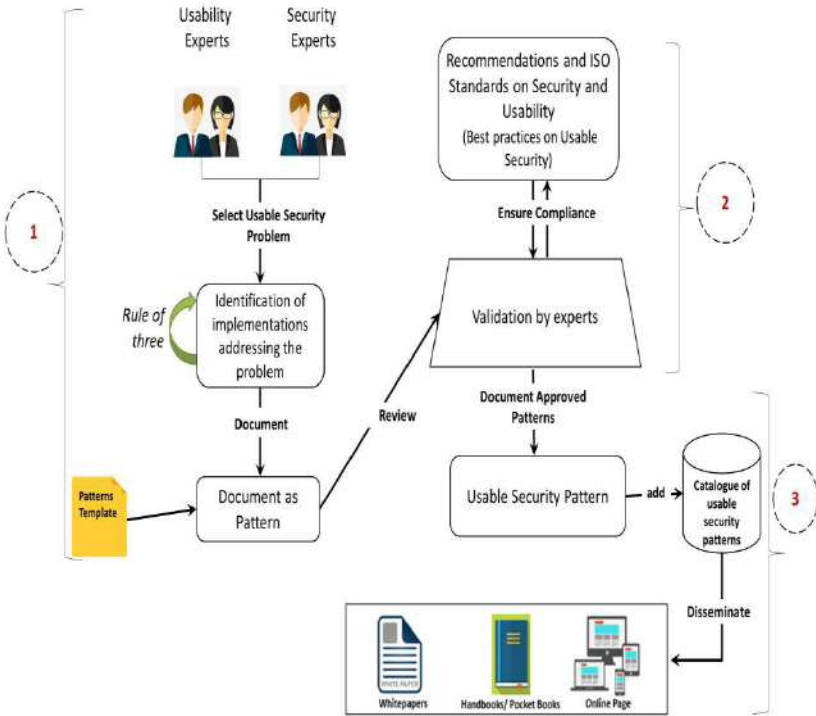 Usability
Experts
Security
Experts
1
Select Usable Security
Problem
Rule of
three
Identification of
implementations
addressing the
problem
Document
Patterns
Template
Document as
Pattern
Review
Recommendations and ISO
Standards on Security and
Usability
(Best practices on Usable
Security)
2
Ensure Compliance
Validation by experts
Document Approved
Patterns
Usable Security Pattern
add
Catalogue of
usable
security
patterns
3
Disseminate
WHITE PAPER
Whitepapers
Handbooks/ Pocket Books
Online Page